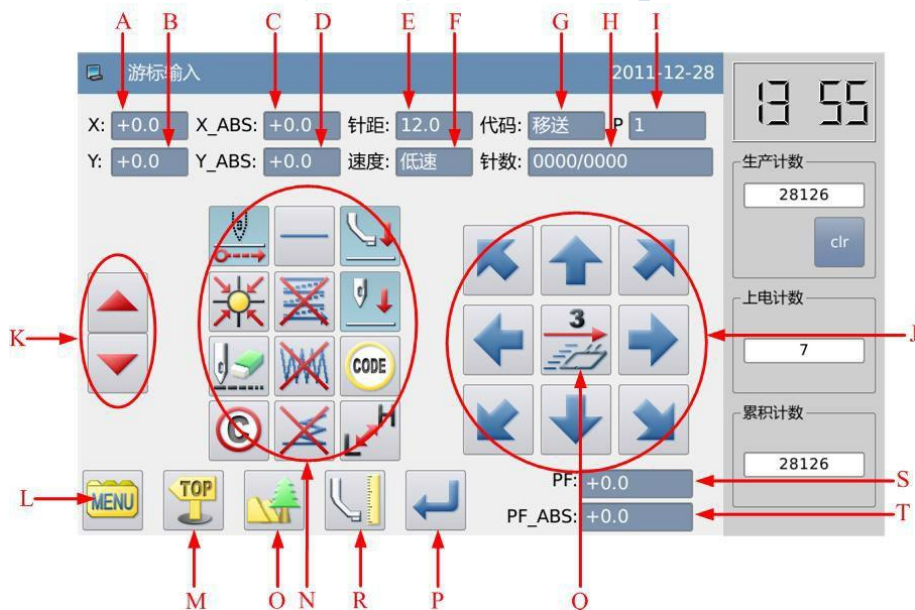 A B C D E F G H I
游标输入 2011-12-28
13 55
X: +0.0 X_ABS: +0.0 针距: 12.0 代码: 移送 P 1
Y: +0.0 Y_ABS: +0.0 速度: 低速 针数: 0000/0000
生产计数
28126
clr
上电计数
7
累积计数
28126
K
3
J
CODE
C
L H
PF: +0.0 S
PF_ABS: +0.0 T
L MENU TOP
M O N R P Q